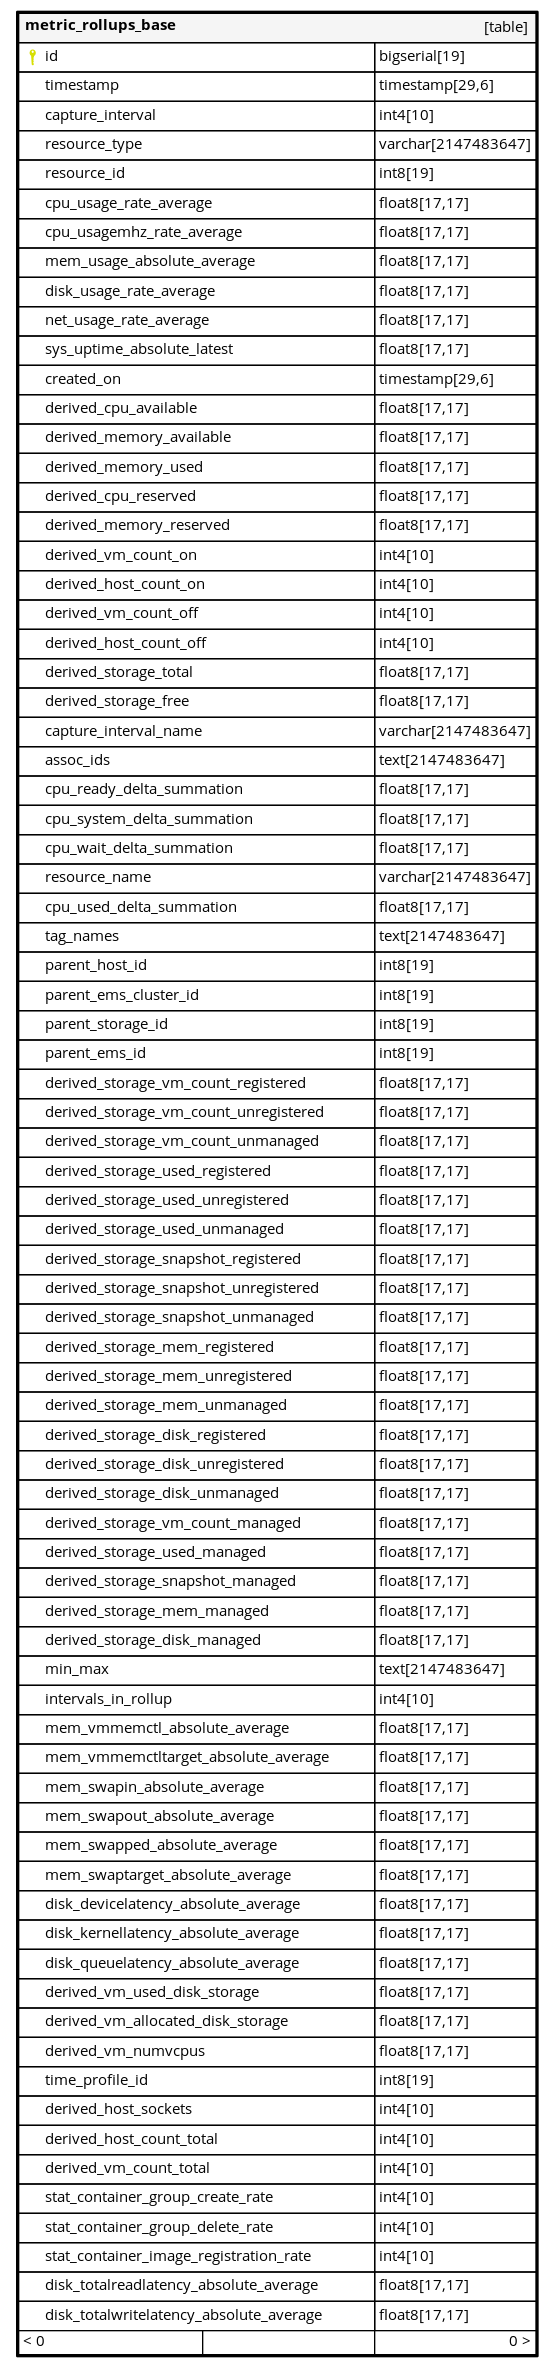 metric_rollups_base [table]
id bigserial[19]
timestamp timestamp[29,6]
capture_interval int4[10]
resource_type varchar[2147483647]
resource_id int8[19]
cpu_usage_rate_average float8[17,17]
cpu_usagemhz_rate_average float8[17,17]
mem_usage_absolute_average float8[17,17]
disk_usage_rate_average float8[17,17]
net_usage_rate_average float8[17,17]
sys_uptime_absolute_latest float8[17,17]
created_on timestamp[29,6]
derived_cpu_available float8[17,17]
derived_memory_available float8[17,17]
derived_memory_used float8[17,17]
derived_cpu_reserved float8[17,17]
derived_memory_reserved float8[17,17]
derived_vm_count_on int4[10]
derived_host_count_on int4[10]
derived_vm_count_off int4[10]
derived_host_count_off int4[10]
derived_storage_total float8[17,17]
derived_storage_free float8[17,17]
capture_interval_name varchar[2147483647]
assoc_ids text[2147483647]
cpu_ready_delta_summation float8[17,17]
cpu_system_delta_summation float8[17,17]
cpu_wait_delta_summation float8[17,17]
resource_name varchar[2147483647]
cpu_used_delta_summation float8[17,17]
tag_names text[2147483647]
parent_host_id int8[19]
parent_ems_cluster_id int8[19]
parent_storage_id int8[19]
parent_ems_id int8[19]
derived_storage_vm_count_registered float8[17,17]
derived_storage_vm_count_unregistered float8[17,17]
derived_storage_vm_count_unmanaged float8[17,17]
derived_storage_used_registered float8[17,17]
derived_storage_used_unregistered float8[17,17]
derived_storage_used_unmanaged float8[17,17]
derived_storage_snapshot_registered float8[17,17]
derived_storage_snapshot_unregistered float8[17,17]
derived_storage_snapshot_unmanaged float8[17,17]
derived_storage_mem_registered float8[17,17]
derived_storage_mem_unregistered float8[17,17]
derived_storage_mem_unmanaged float8[17,17]
derived_storage_disk_registered float8[17,17]
derived_storage_disk_unregistered float8[17,17]
derived_storage_disk_unmanaged float8[17,17]
derived_storage_vm_count_managed float8[17,17]
derived_storage_used_managed float8[17,17]
derived_storage_snapshot_managed float8[17,17]
derived_storage_mem_managed float8[17,17]
derived_storage_disk_managed float8[17,17]
min_max text[2147483647]
intervals_in_rollup int4[10]
mem_vmmemctl_absolute_average float8[17,17]
mem_vmmemctltarget_absolute_average float8[17,17]
mem_swapin_absolute_average float8[17,17]
mem_swapout_absolute_average float8[17,17]
mem_swapped_absolute_average float8[17,17]
mem_swaptarget_absolute_average float8[17,17]
disk_devicelatency_absolute_average float8[17,17]
disk_kernellatency_absolute_average float8[17,17]
disk_queuelatency_absolute_average float8[17,17]
derived_vm_used_disk_storage float8[17,17]
derived_vm_allocated_disk_storage float8[17,17]
derived_vm_numvcpus float8[17,17]
time_profile_id int8[19]
derived_host_sockets int4[10]
derived_host_count_total int4[10]
derived_vm_count_total int4[10]
stat_container_group_create_rate int4[10]
stat_container_group_delete_rate int4[10]
stat_container_image_registration_rate int4[10]
disk_totalreadlatency_absolute_average float8[17,17]
disk_totalwritelatency_absolute_average float8[17,17]
< 0 0 >